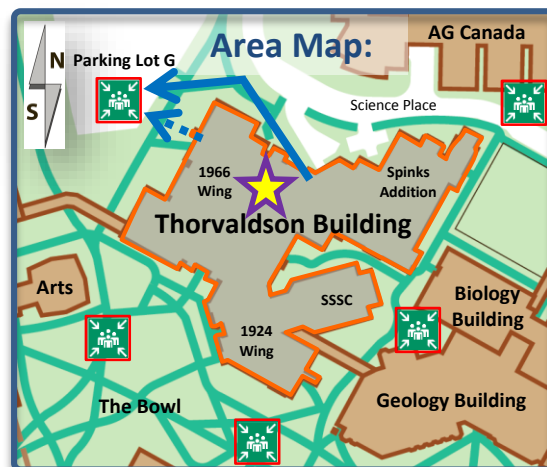 Area Map:
AG Canada
N
S
Parking Lot G
Science Place
1966
Wing
Spinks
Addition
Thorvaldson Building
Arts
SSSC
Biology
Building
1924
Wing
The Bowl
Geology Building